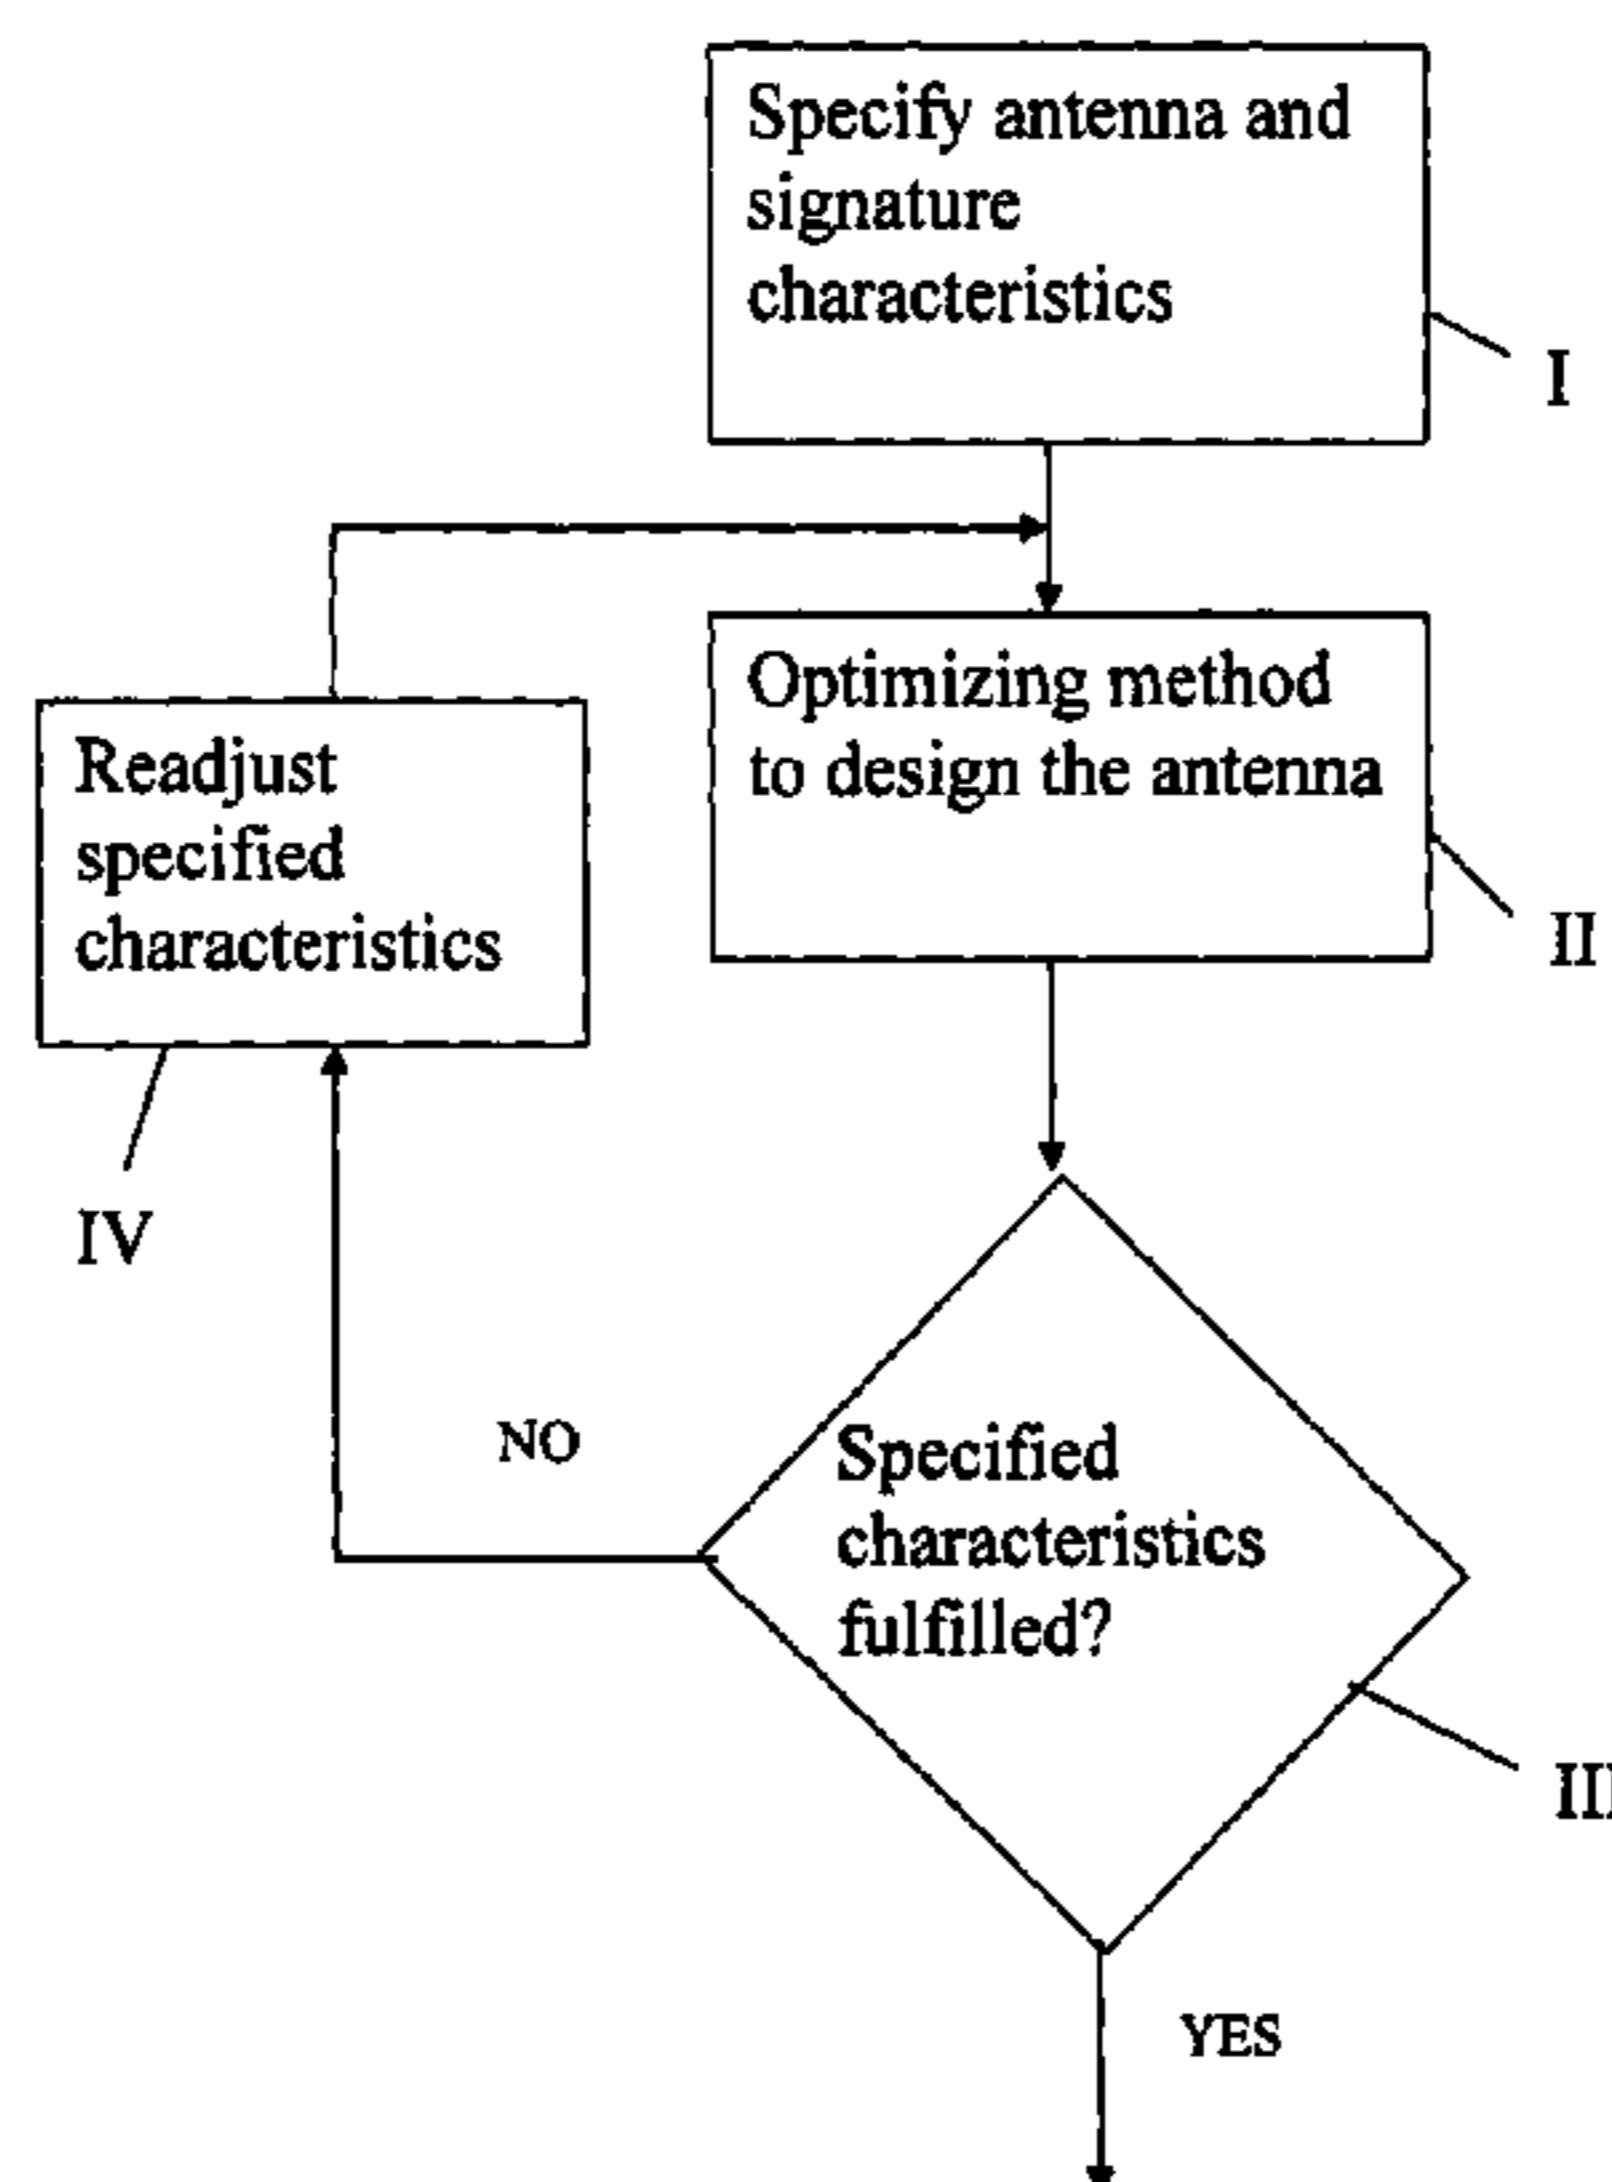 Specify antenna and
signature
characteristics
I
Optimizing method
to design the antenna
II
Readjust
specified
characteristics
IV
NO
Specified
characteristics
fulfilled?
III
YES